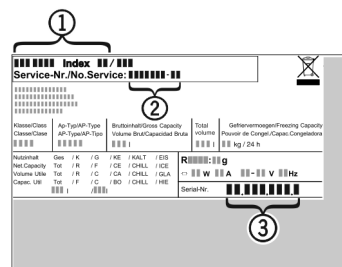 1
Index /
Service-Nr./No.Service: -
2
Klasse/Class Ap-Typ/AP-Type Bruttoinhalt/Gross Capacity Total Gefriervermoegen/Freezing Capacity
Classe/Clase AP-Type/AP-Tipo Volume Brut/Capacidad Bruta volume Pouvoir de Congel./Capac.Congeladora
l l kg / 24 h
Nutzinhalt Ges / K / G / KE / KALT / EIS R : g
Net.Capacity Tot / R / F / CE / CHILL / ICE
Volume Utile Tot / R / C / CA / CHILL / GLA W A - V Hz
Capac. Util Tot / F / C / BO / CHILL / HIE
l / l Serial-Nr. . . .
3